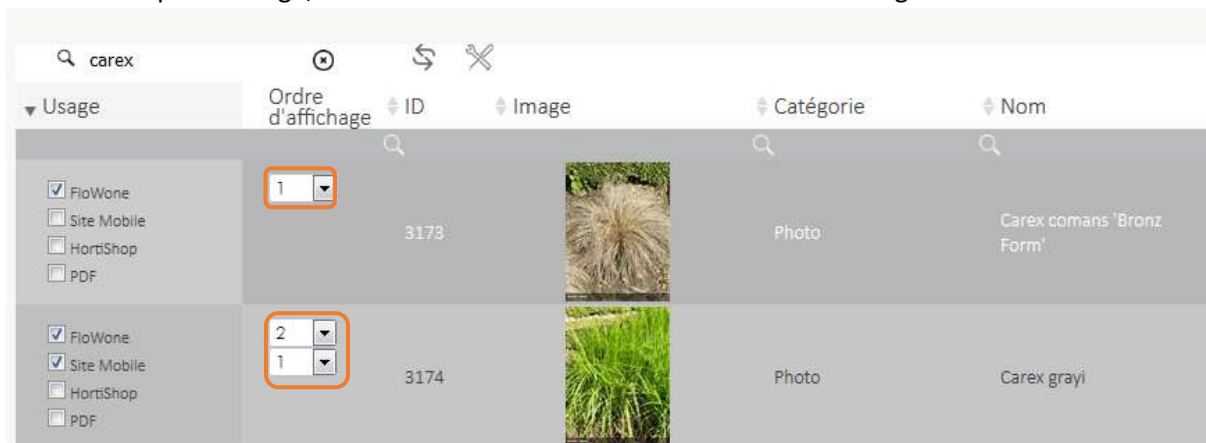 carex
Usage
Ordre d'affichage
ID
Image
Catégorie
Nom
FloWone
Site Mobile
HortiShop
PDF
1
3173
Photo
Carex comans 'Bronz
Form'
FloWone
Site Mobile
HortiShop
PDF
2
1
3174
Photo
Carex grayi